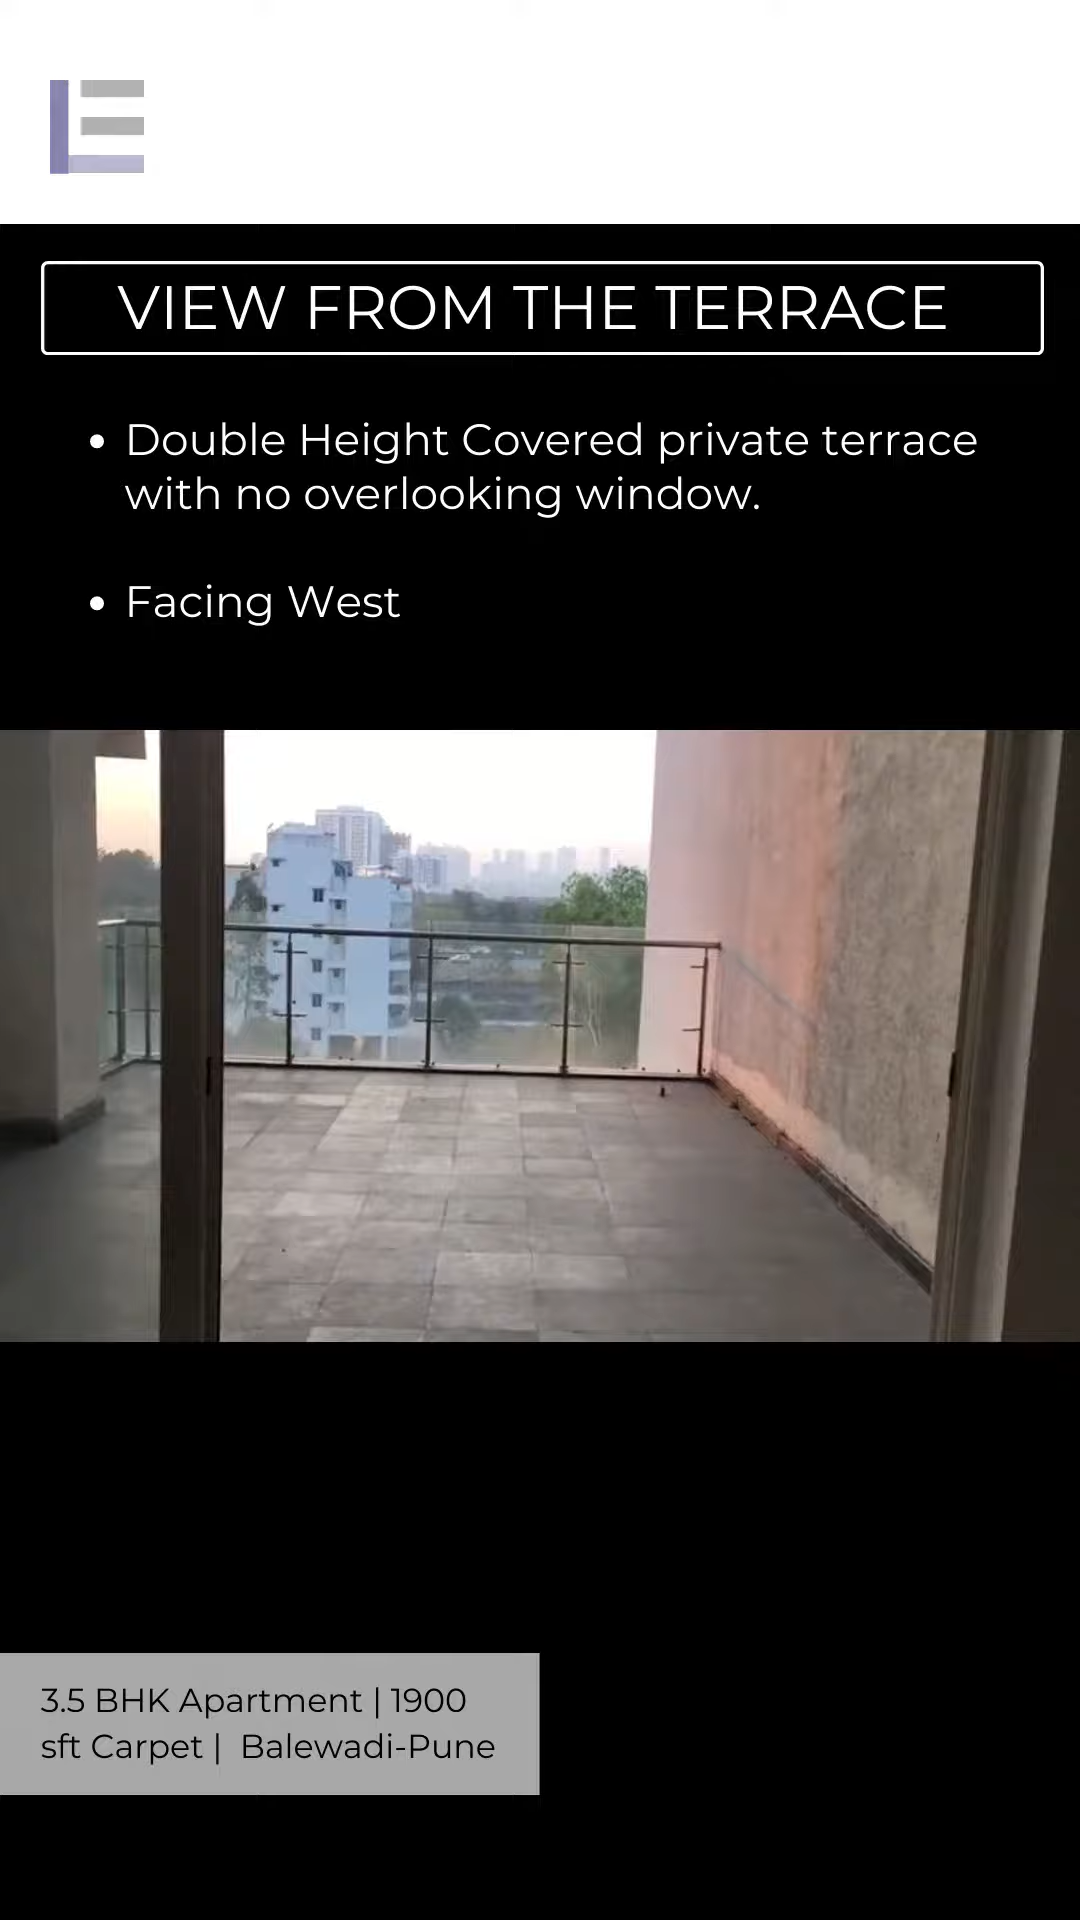 VIEW FROM THE TERRACE
• Double Height Covered private terrace
with no overlooking window.
• Facing West
3.5 BHK Apartment | 1900
sft Carpet | Balewadi-Pune